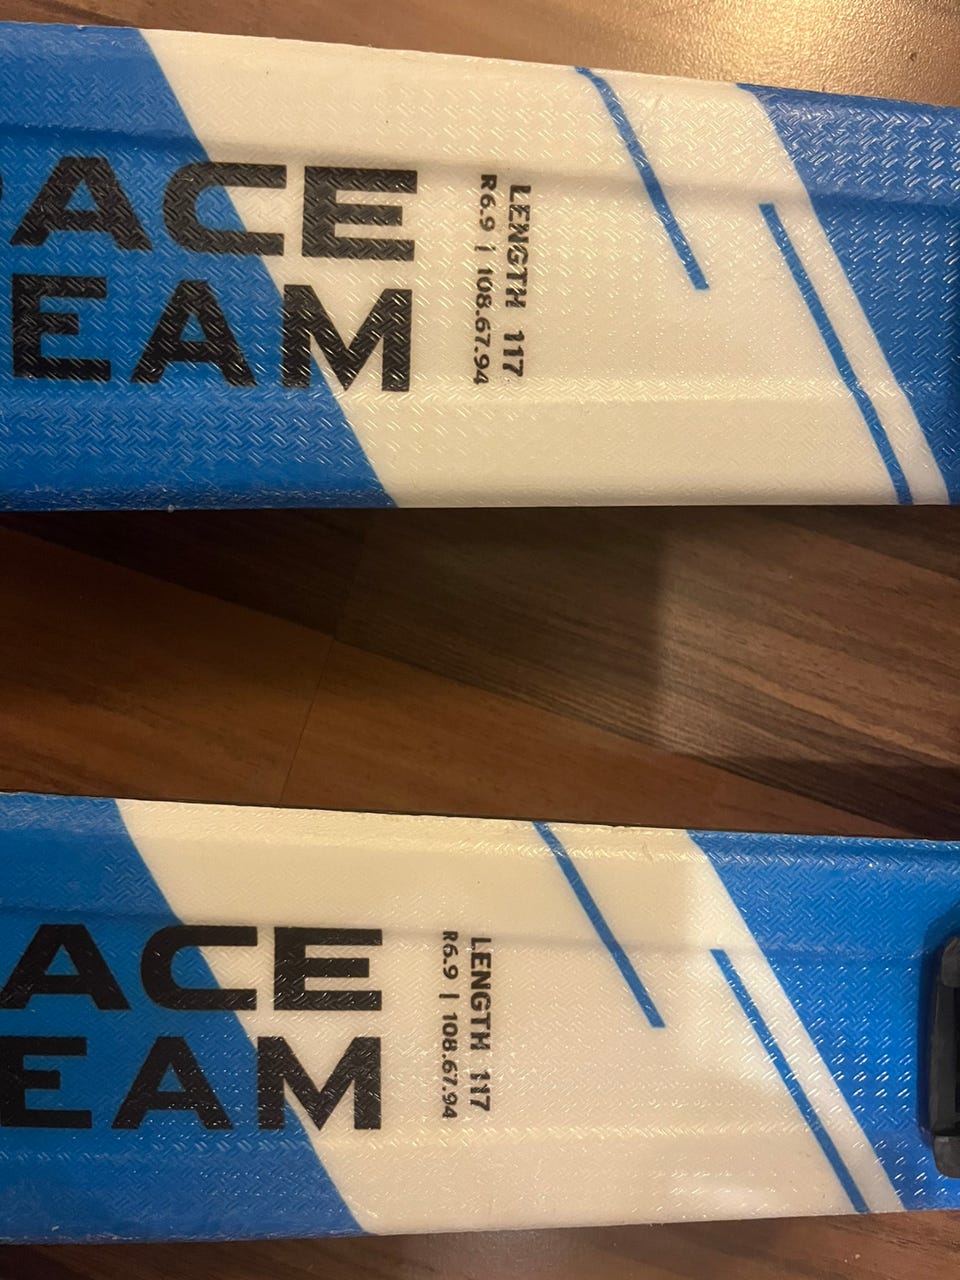 ACE
EAM
LENGTH 117
R6.9 | 108.67.94
ACE
EAM
LENGTH 117
R6.9 | 108.67.94